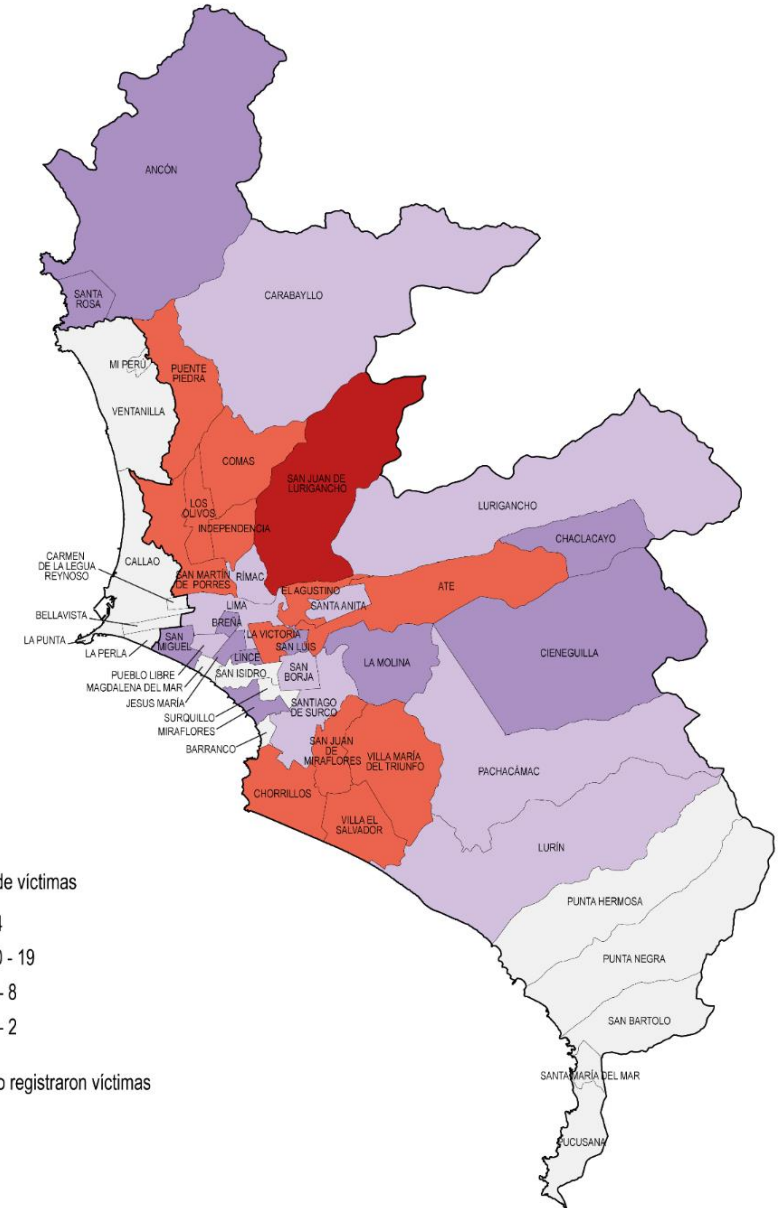 ANCÓN
SANTA
ROSA
CARABAYLLO
MI PERÚ
PUENTE
PIEDRA
VENTANILLA
COMAS
SAN JUAN DE
LURIGANCHO
LOS
OLIVOS
INDEPENDENCIA
LURIGANCHO
CHACLACAYO
CARMEN
DE LA LEGUA
REYNOSO
CALLAO
SAN MARTÍN
DE PORRES
RÍMAC
EL AGUSTINO
ATE
SANTA ANITA
LIMA
BELLAVISTA
BREÑA
LA VICTORIA
LA PUNTA
SAN
MIGUEL
SAN LUIS
LA PERLA
LINCE
LA MOLINA
CIENEGUILLA
PUEBLO LIBRE
SAN ISIDRO
SAN
BORJA
MAGDALENA DEL MAR
JESUS MARÍA
SURQUILLO
SANTIAGO
DE SURCO
MIRAFLORES
BARRANCO
SAN JUAN
DE
MIRAFLORES
VILLA MARÍA
DEL TRIUNFO
PACHACÁMAC
CHORRILLOS
VILLA EL
SALVADOR
LURÍN
de víctimas
- 19
- 8
- 2
registraron víctimas
PUNTA HERMOSA
PUNTA NEGRA
SAN BARTOLO
SANTA MARÍA DEL MAR
PUCUSANA